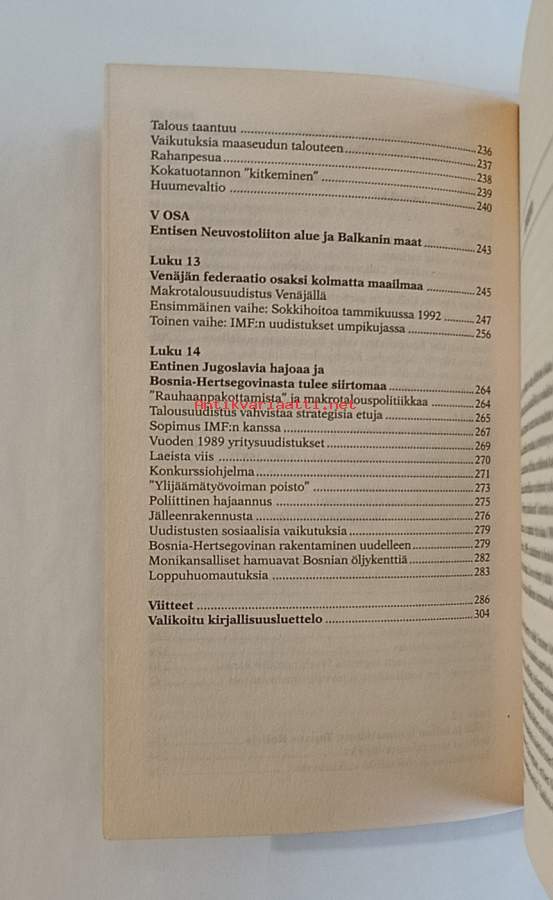 Talous taantuu ........ 236
Vaikutuksia maaseudun talouteen ........ 237
Rahanpesua ........ 238
Kokatuotannon "kitkeminen" ........ 239
Huumevaltio ........ 240
V OSA
Entisen Neuvostoliiton alue ja Balkanin maat ........ 243
Luku 13
Venäjän federaatio osaksi kolmatta maailmaa ........ 245
Makrotalousuudistus Venäjällä
Ensimmäinen vaihe: Sokkihoitoa tammikuussa 1992 ........ 247
Toinen vaihe: IMF:n uudistukset umpikujassa ........ 256
Luku 14
Entinen Jugoslavia hajoaa ja
Bosnia-Hertsegovinasta tulee siirtomaa ........ 264
"Rauhaanpakottamista" ja makrotalouspolitiikkaa ........ 264
Antikvariaatti.net
Talousuudistus vahvistaa strategisia etuja ........ 265
Sopimus IMF:n kanssa ........ 267
Vuoden 1989 yritysuudistukset ........ 269
Laeista viis ........ 270
Konkurssiohjelma ........ 271
"Ylijäämätyövoiman poisto" ........ 273
Poliittinen hajaannus ........ 275
Jälleenrakennusta ........ 276
Uudistusten sosiaalisia vaikutuksia ........ 279
Bosnia-Hertsegovinan rakentaminen uudelleen ........ 279
Monikansalliset hamuavat Bosnian öljykenttiä ........ 282
Loppuhuomautuksia ........ 283
Viitteet ........ 286
Valikoitu kirjallisuusluettelo ........ 304